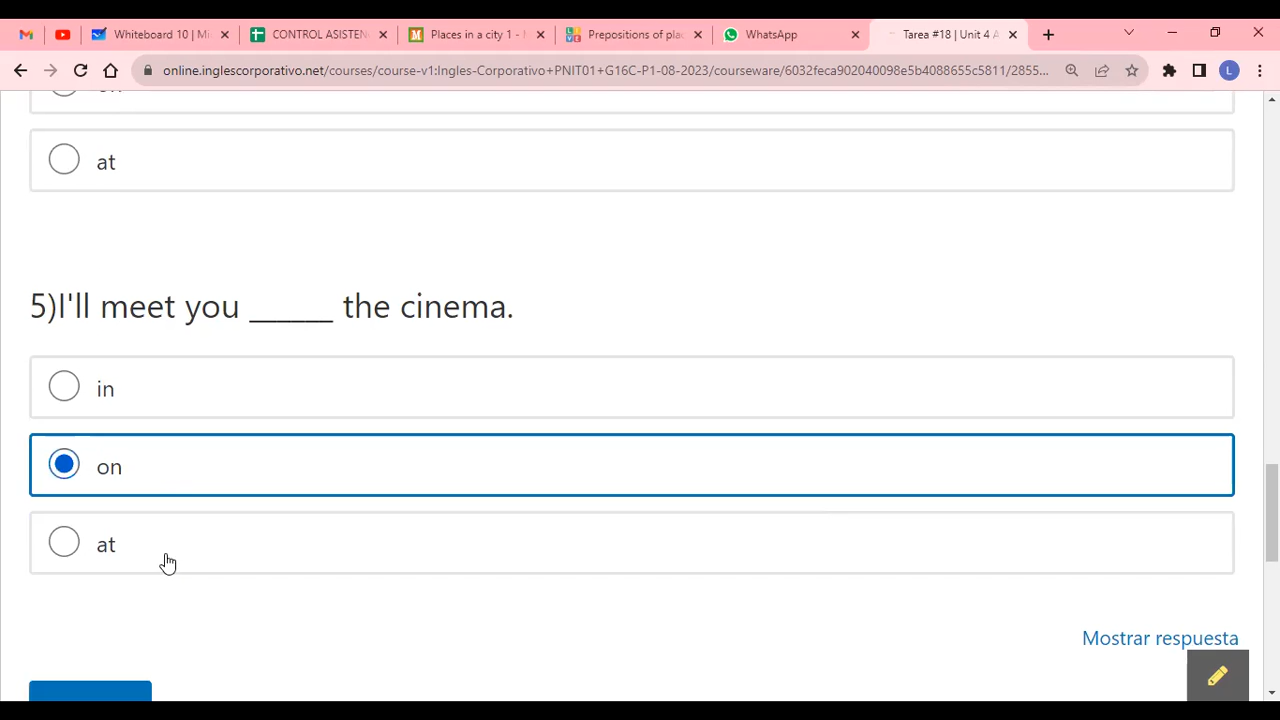 Whiteboard 10 | Mi
CONTROL ASISTEN
Places in a city 1 -
Prepositions of pla
WhatsApp
Tarea #18 | Unit 4 A
online.inglescorporativo.net/courses/course-v1:Ingles-Corporativo+PNIT01+G16C-P1-08-2023/courseware/6032feca902040098e5b4088655c5811/2855...
L
at
5)I'll meet you ______ the cinema.
in
on
at
Mostrar respuesta